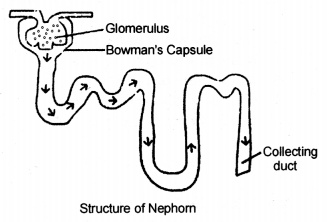 Glomerulus
Bowman's Capsule
Collecting
duct
Structure of Nephorn